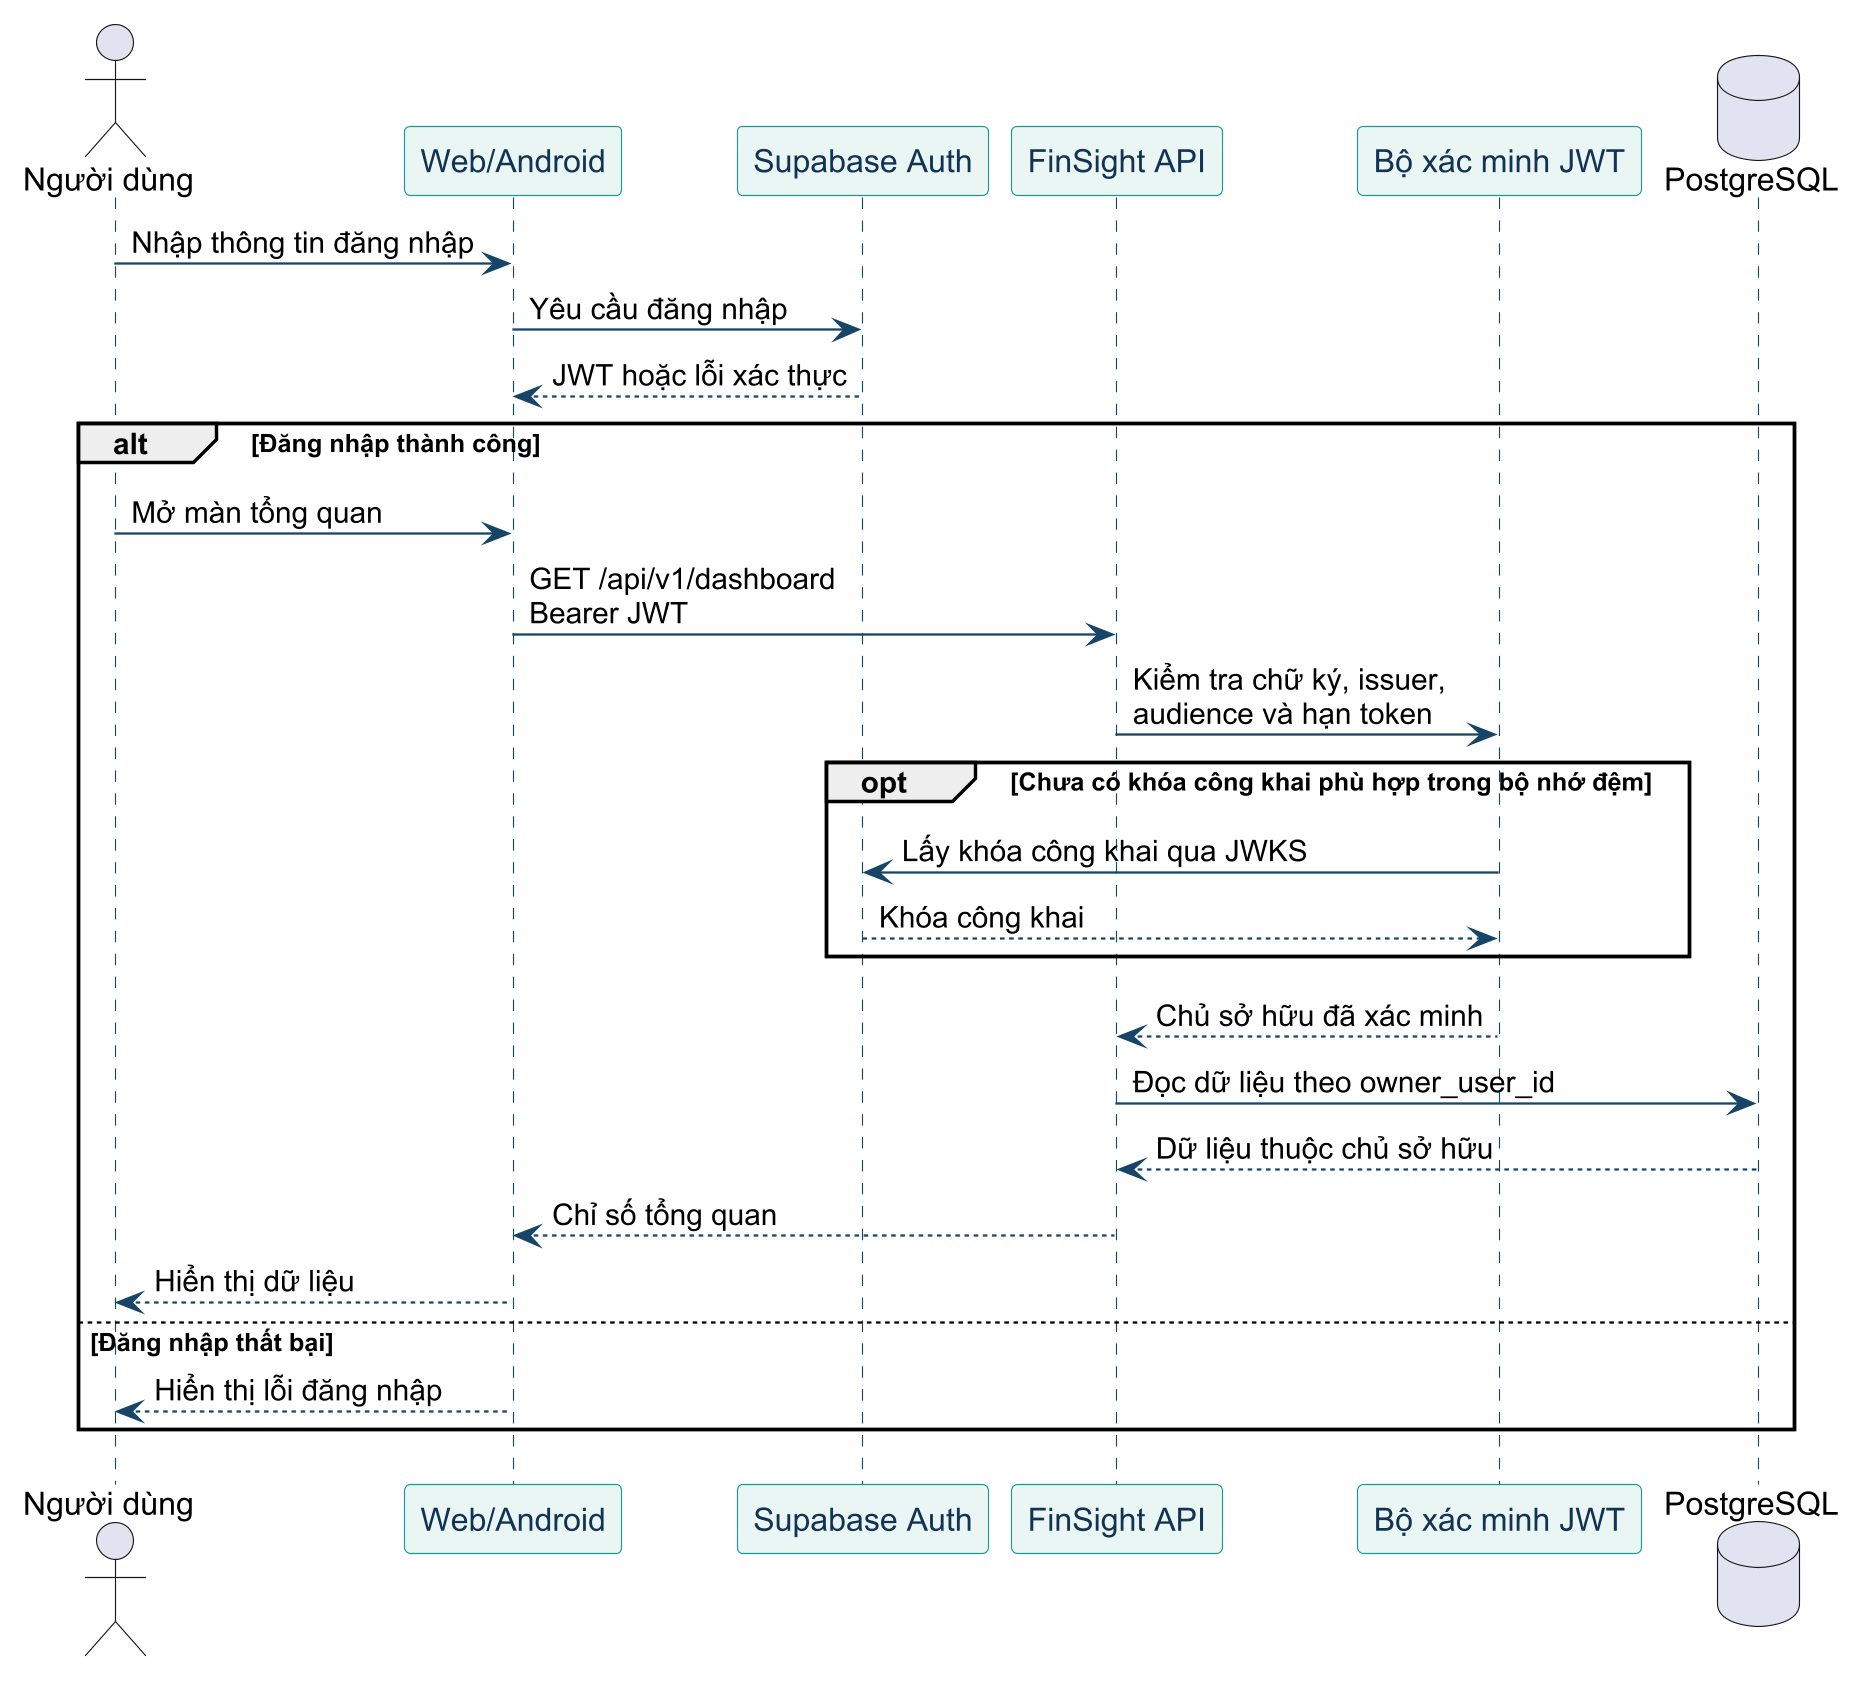 Người dùng
Web/Android
Supabase Auth
FinSight API
Bộ xác minh JWT
PostgreSQL
Nhập thông tin đăng nhập
Yêu cầu đăng nhập
JWT hoặc lỗi xác thực
alt
[Đăng nhập thành công]
Mở màn tổng quan
GET /api/v1/dashboard
Bearer JWT
Kiểm tra chữ ký, issuer,
audience và hạn token
opt
[Chưa có khóa công khai phù hợp trong bộ nhớ đệm]
Lấy khóa công khai qua JWKS
Khóa công khai
Chủ sở hữu đã xác minh
Đọc dữ liệu theo owner_user_id
Dữ liệu thuộc chủ sở hữu
Chỉ số tổng quan
Hiển thị dữ liệu
[Đăng nhập thất bại]
Hiển thị lỗi đăng nhập
Người dùng
Web/Android
Supabase Auth
FinSight API
Bộ xác minh JWT
PostgreSQL